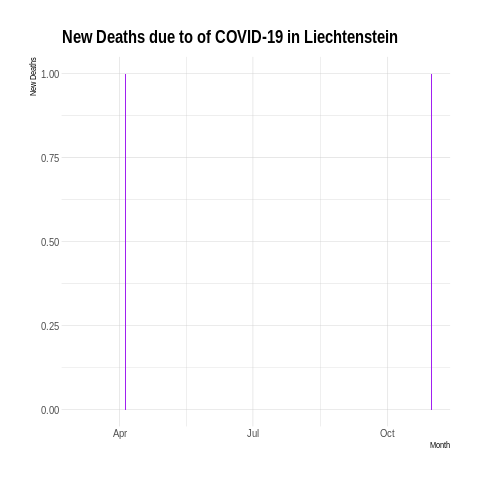 New Deaths due to of COVID-19 in Liechtenstein
New Deaths
1.00
0.75
0.50
0.25
0.00
Apr Jul Oct
Month